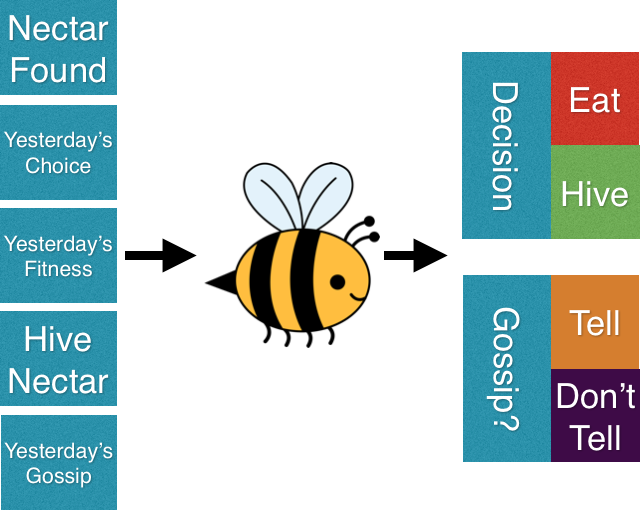 Nectar
Found
Yesterday’s
Choice
Yesterday’s
Fitness
Hive
Nectar
Yesterday’s
Gossip
Decision
Eat
Hive
Gossip?
Tell
Don’t
Tell